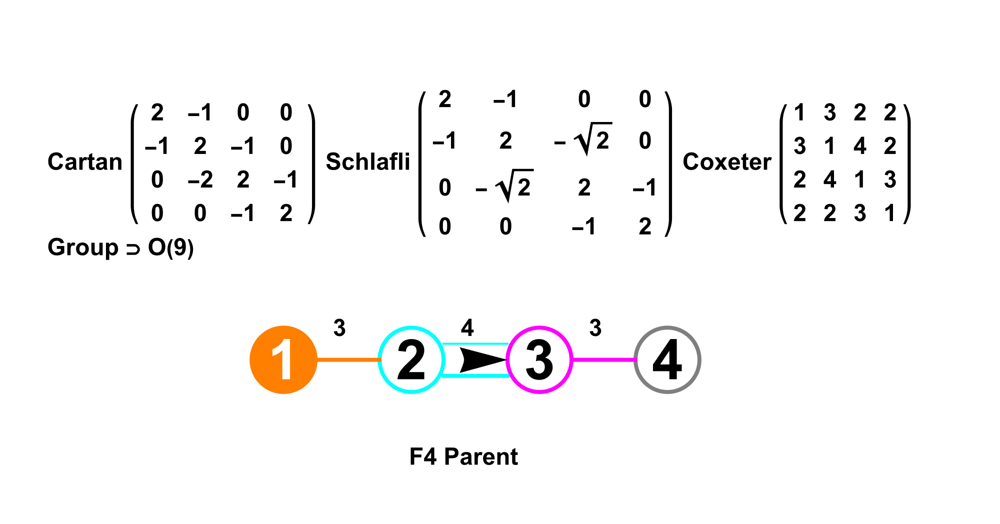 Cartan ( 2 –1 0 0 ) Schlafli ( 2 –1 0 0 ) Coxeter ( 1 3 2 2 )
–1 2 –1 0 –1 2 –√2 0 3 1 4 2
0 –2 2 –1 0 –√2 2 –1 2 4 1 3
0 0 –1 2 0 0 –1 2 2 2 3 1
Group ⊃ O(9)
3 4 3
1 2 3 4
F4 Parent